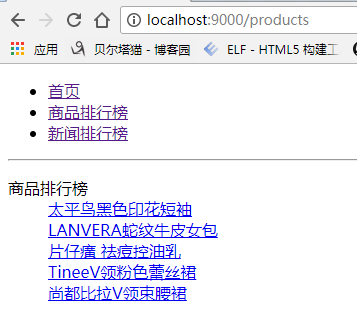 localhost:9000/products
应用 贝尔塔猫 - 博客园 ELF - HTML5 构建工
首页
商品排行榜
新闻排行榜
商品排行榜
太平鸟黑色印花短袖
LANVERA蛇纹牛皮女包
片仔癀 祛痘控油乳
TineeV领粉色蕾丝裙
尚都比拉V领束腰裙